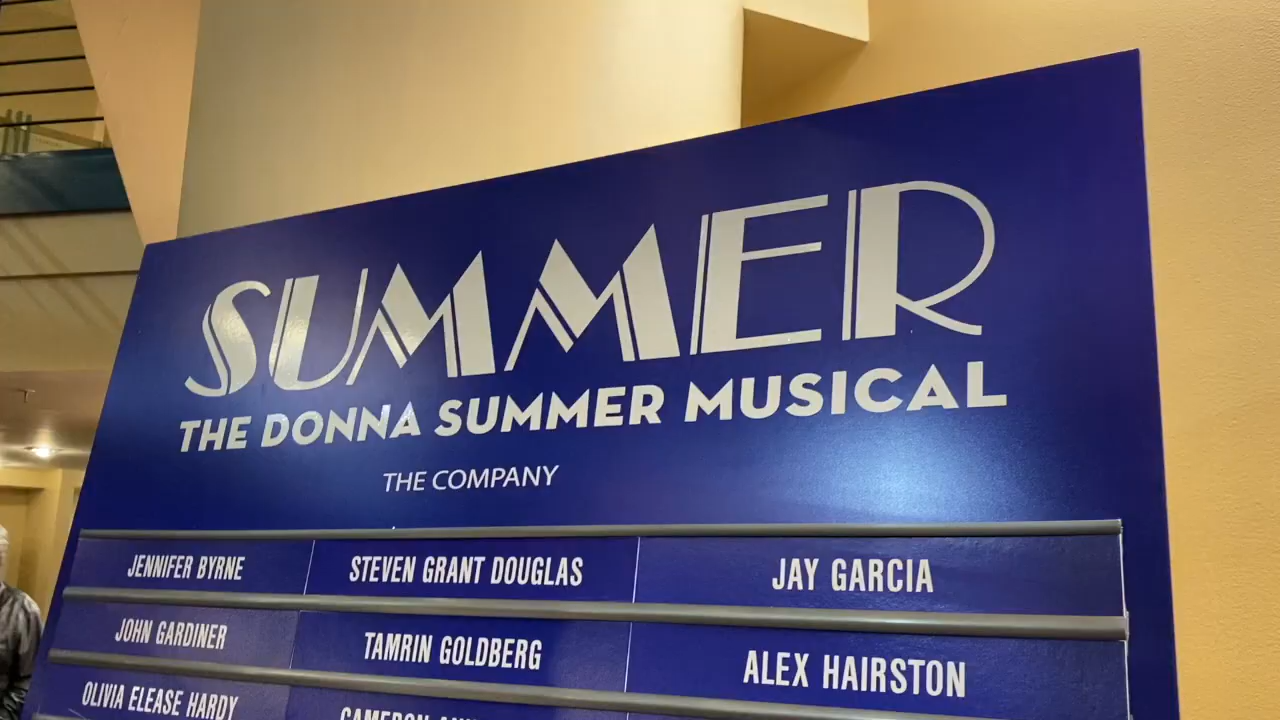 SUMMER
THE DONNA SUMMER MUSICAL
THE COMPANY
JENNIFER BYRNE STEVEN GRANT DOUGLAS JAY GARCIA
JOHN GARDINER TAMRIN GOLDBERG ALEX HAIRSTON
OLIVIA ELEASE HARDY CAMERON